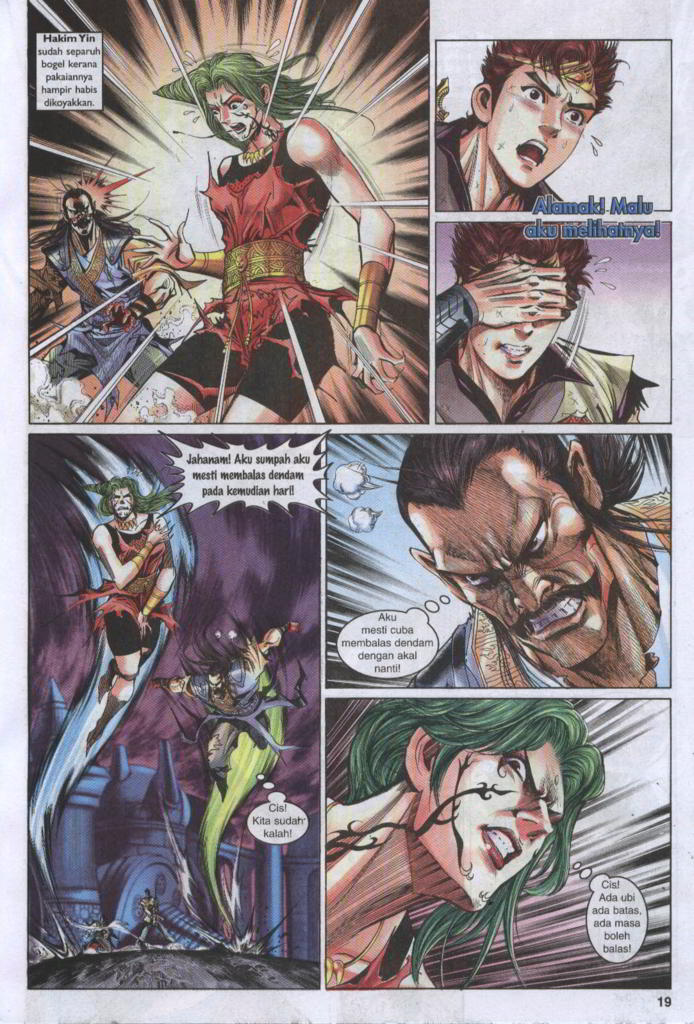 Hakim Yin
sudah separuh
bogel kerana
pakaiannya
hampir habis
dikoyakkan.
Alamak! Malu
aku melihatnya!
Jahanam! Aku sumpah aku
mesti membalas dendam
pada kemudian hari!
Aku
mesti cuba
membalas dendam
dengan akal
nanti!
Cis!
Kita sudah
kalah!
Cis!
Ada ubi
ada batas,
ada masa
boleh
balas!
19